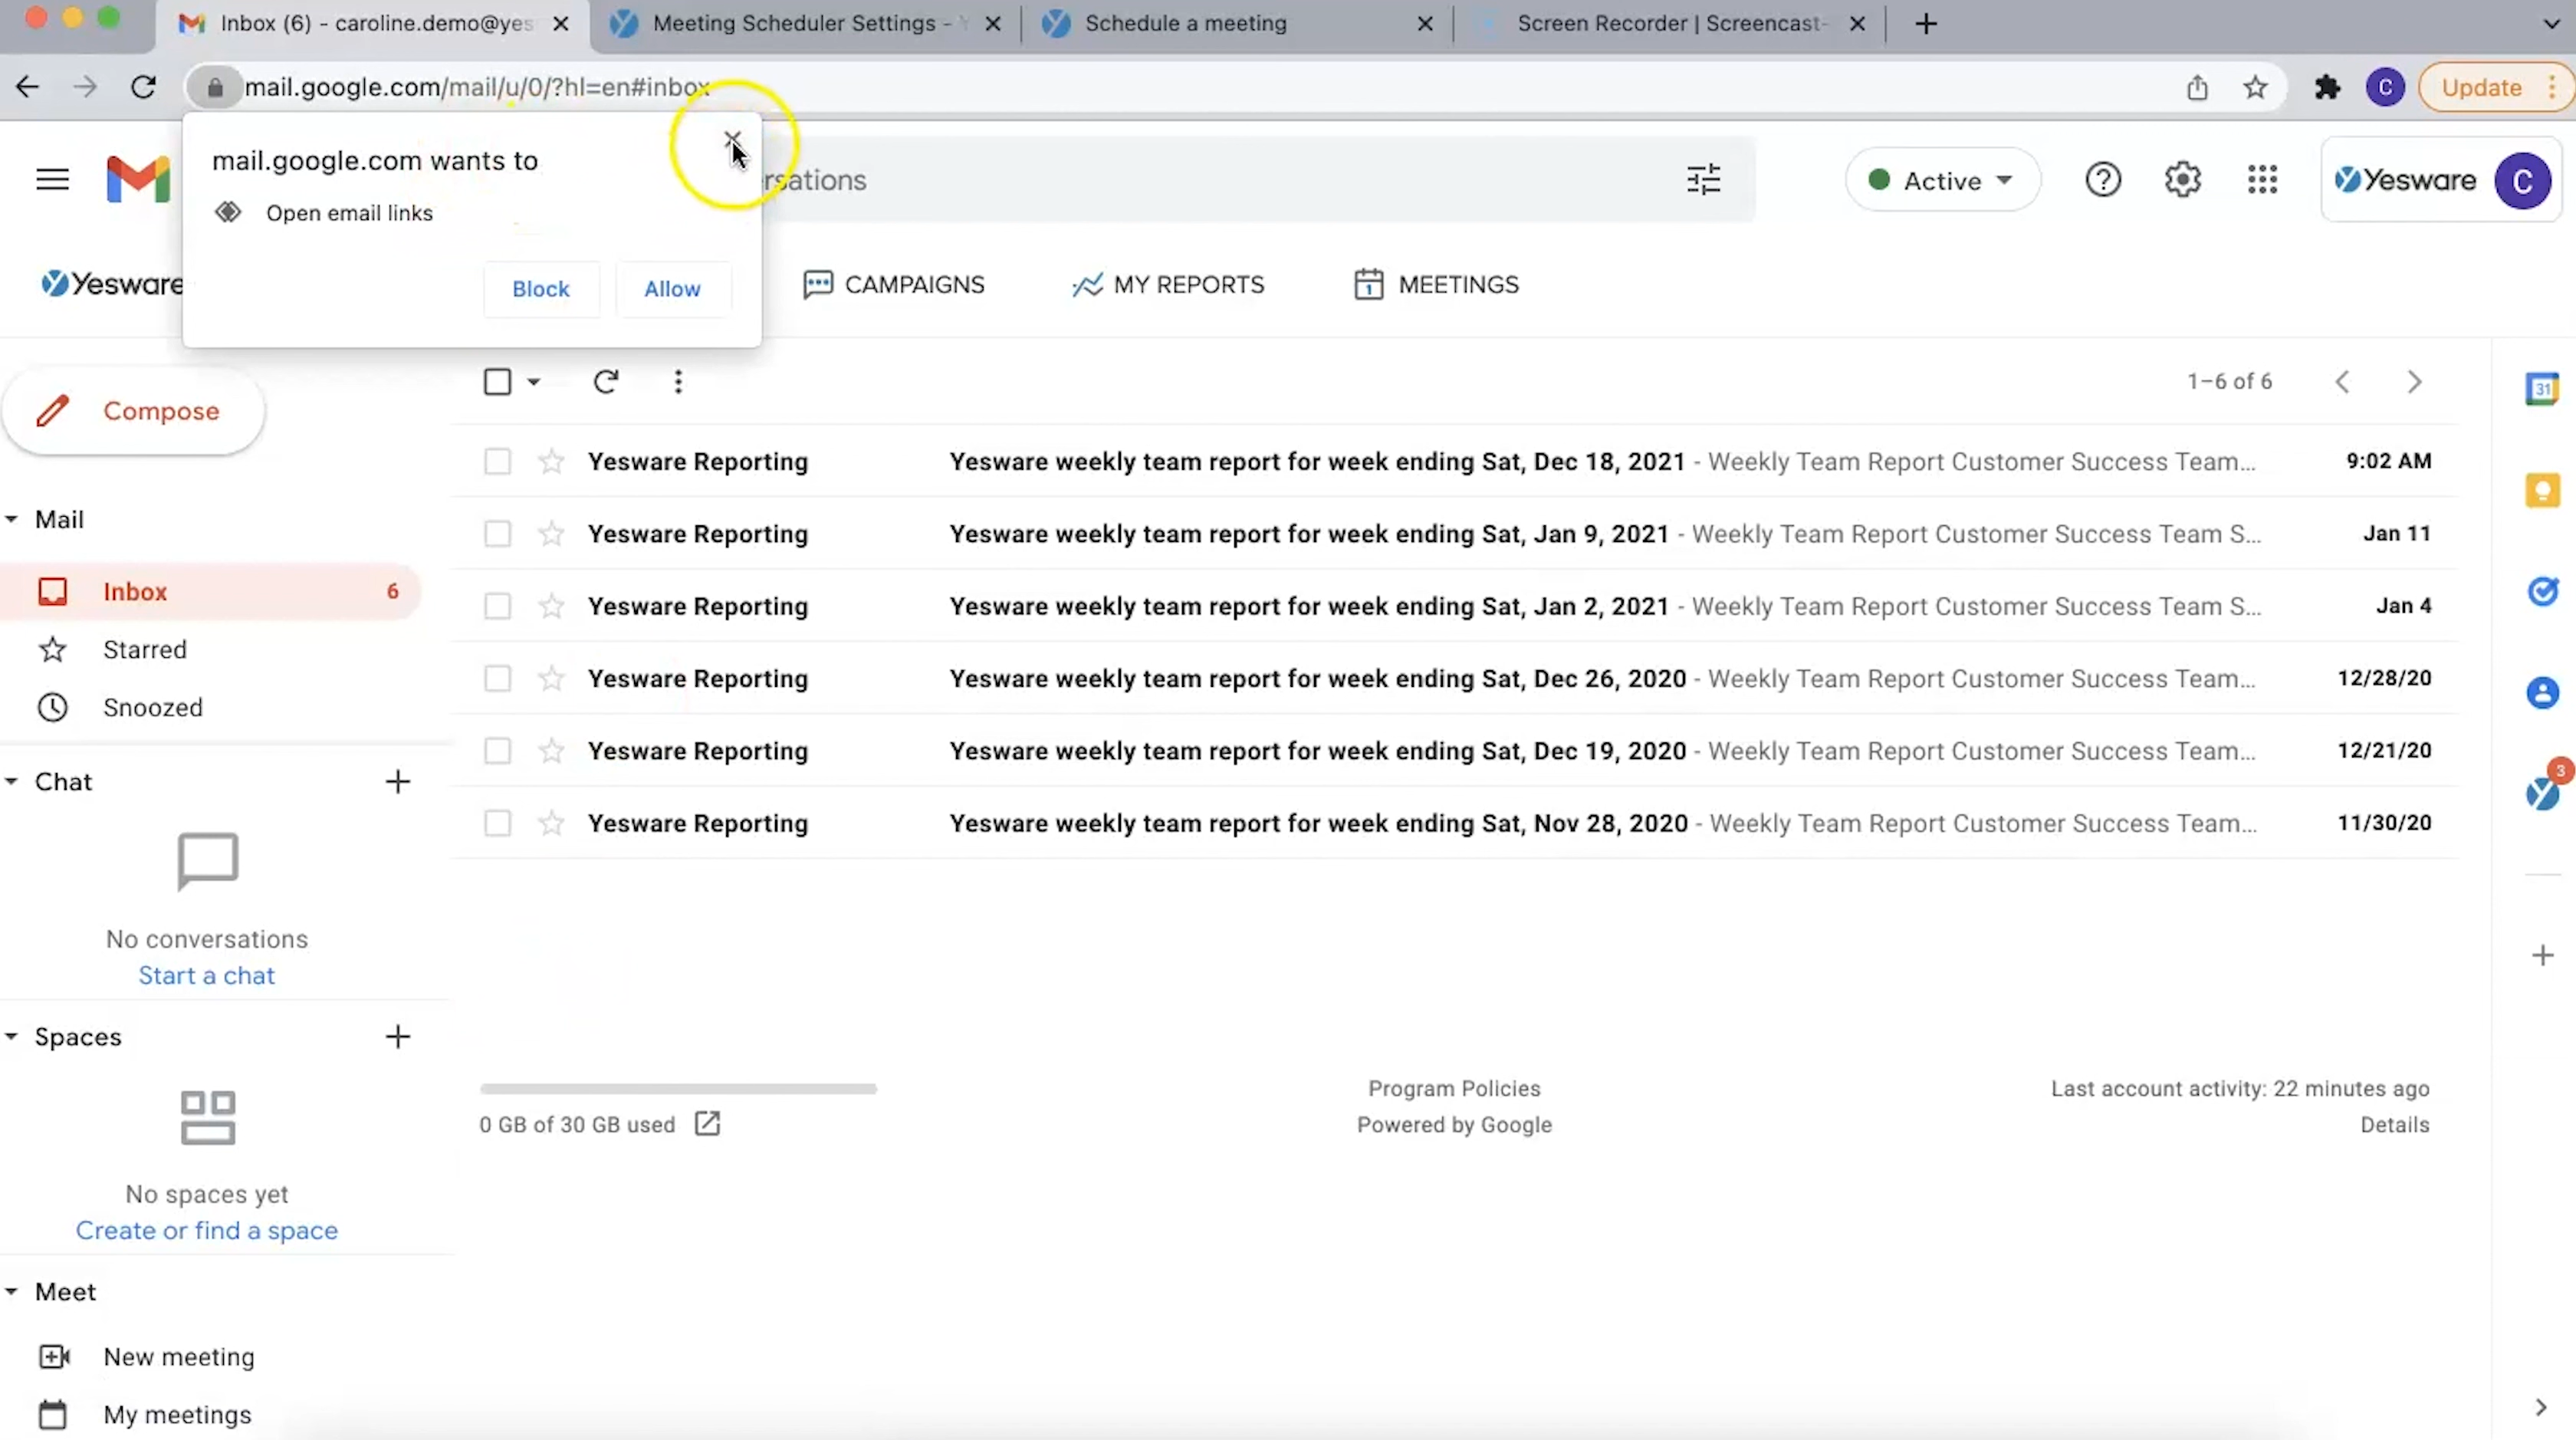 Inbox (6) - caroline.demo@yes
Meeting Scheduler Settings -
Schedule a meeting
Screen Recorder | Screencast-
mail.google.com/mail/u/0/?hl=en#inbox
C
Update
mail.google.com wants to
Open email links
Block
Allow
rsations
Active
Yesware
C
Yesware
CAMPAIGNS
1
MY REPORTS
MEETINGS
Compose
1–6 of 6
31
Yesware Reporting Yesware weekly team report for week ending Sat, Dec 18, 2021 - Weekly Team Report Customer Success Team... 9:02 AM
Yesware Reporting Yesware weekly team report for week ending Sat, Jan 9, 2021 - Weekly Team Report Customer Success Team S... Jan 11
Yesware Reporting Yesware weekly team report for week ending Sat, Jan 2, 2021 - Weekly Team Report Customer Success Team S... Jan 4
Yesware Reporting Yesware weekly team report for week ending Sat, Dec 26, 2020 - Weekly Team Report Customer Success Team... 12/28/20
Yesware Reporting Yesware weekly team report for week ending Sat, Dec 19, 2020 - Weekly Team Report Customer Success Team... 12/21/20
Yesware Reporting Yesware weekly team report for week ending Sat, Nov 28, 2020 - Weekly Team Report Customer Success Team... 11/30/20
3
Mail
Inbox 6
Starred
Snoozed
Chat
No conversations
Start a chat
Spaces
No spaces yet
Create or find a space
Meet
New meeting
My meetings
0 GB of 30 GB used
Program Policies
Powered by Google
Last account activity: 22 minutes ago
Details